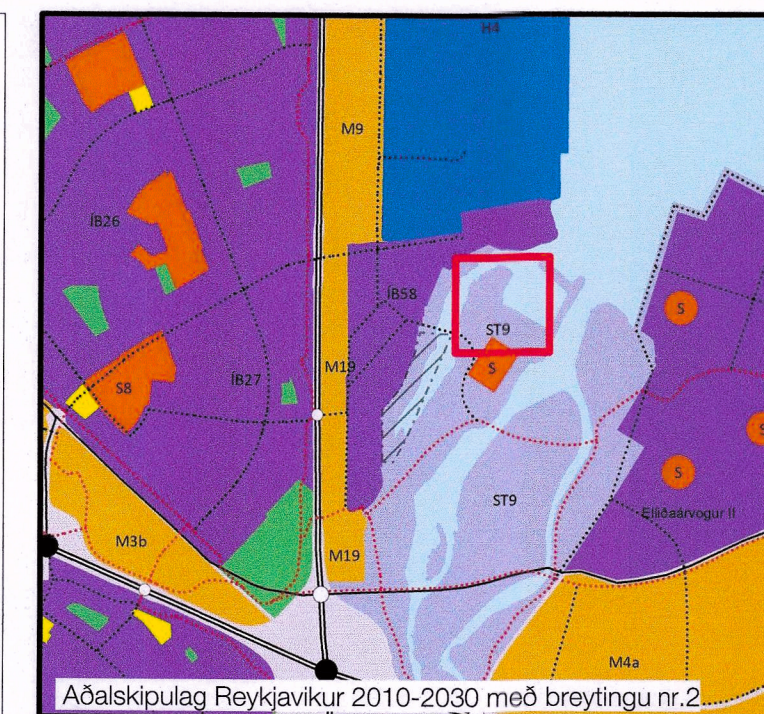 H4
M9
ÍB26
ÍB58
S
ST9
M19
S
S8
ÍB27
S
S
ST9
Elliðaárvogur II
M3b
M19
M4a
Aðalskipulag Reykjavikur 2010-2030 með breytingu nr.2